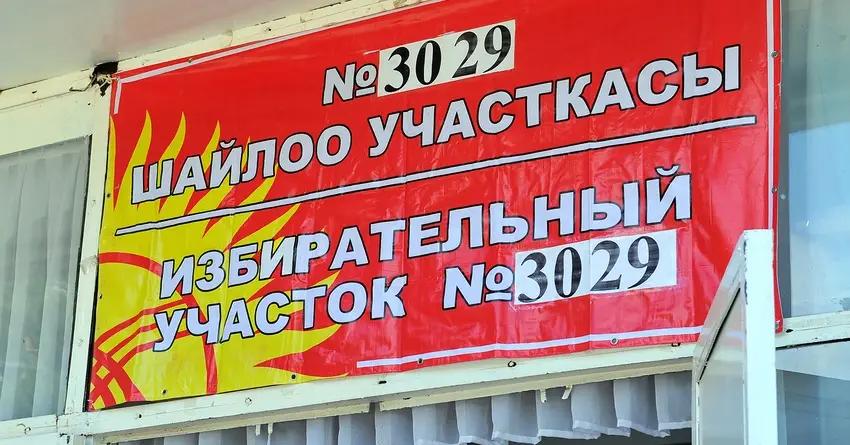 №3029
ШАЙЛОО УЧАСТКАСЫ
ИЗБИРАТЕЛЬНЫЙ
УЧАСТОК №3029